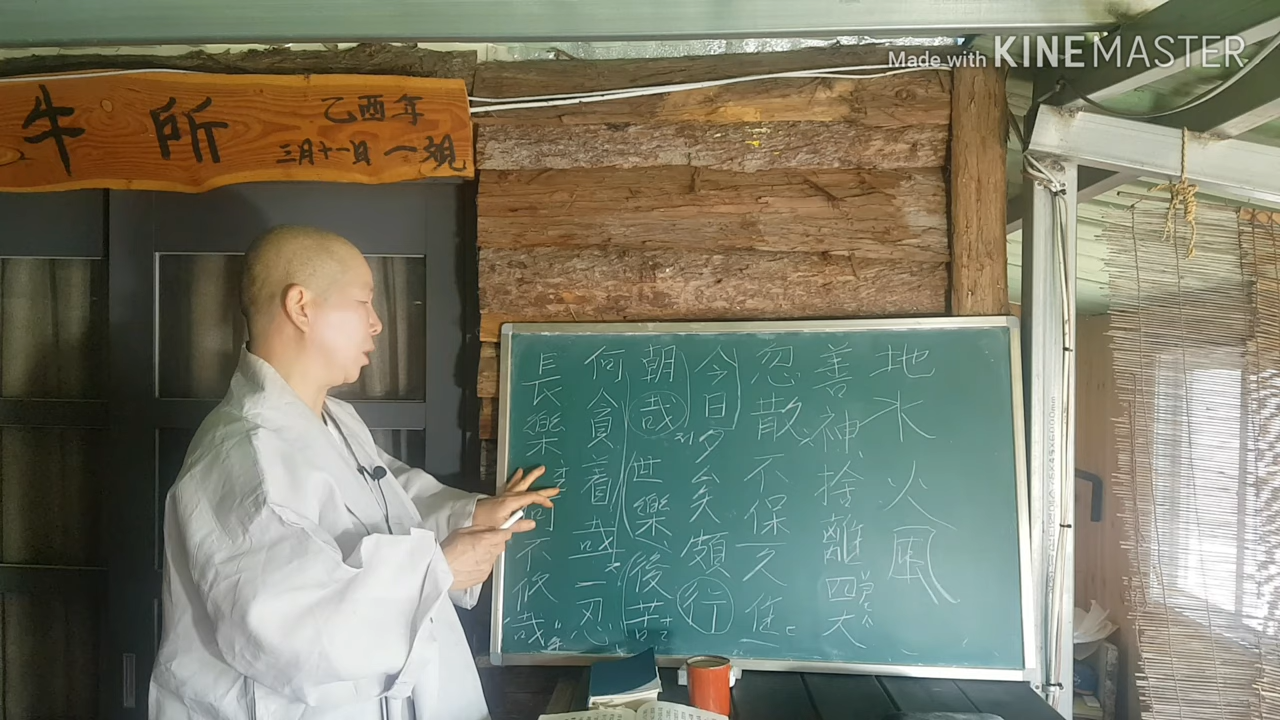 Made with KINEMASTER
牛 所
乙酉年
三月十一日
地水火風
善神捨離四大
忽散不保久住
今日夕矣頗行
朝哉世樂後苦
何貪着哉一忍
長樂何不修哉